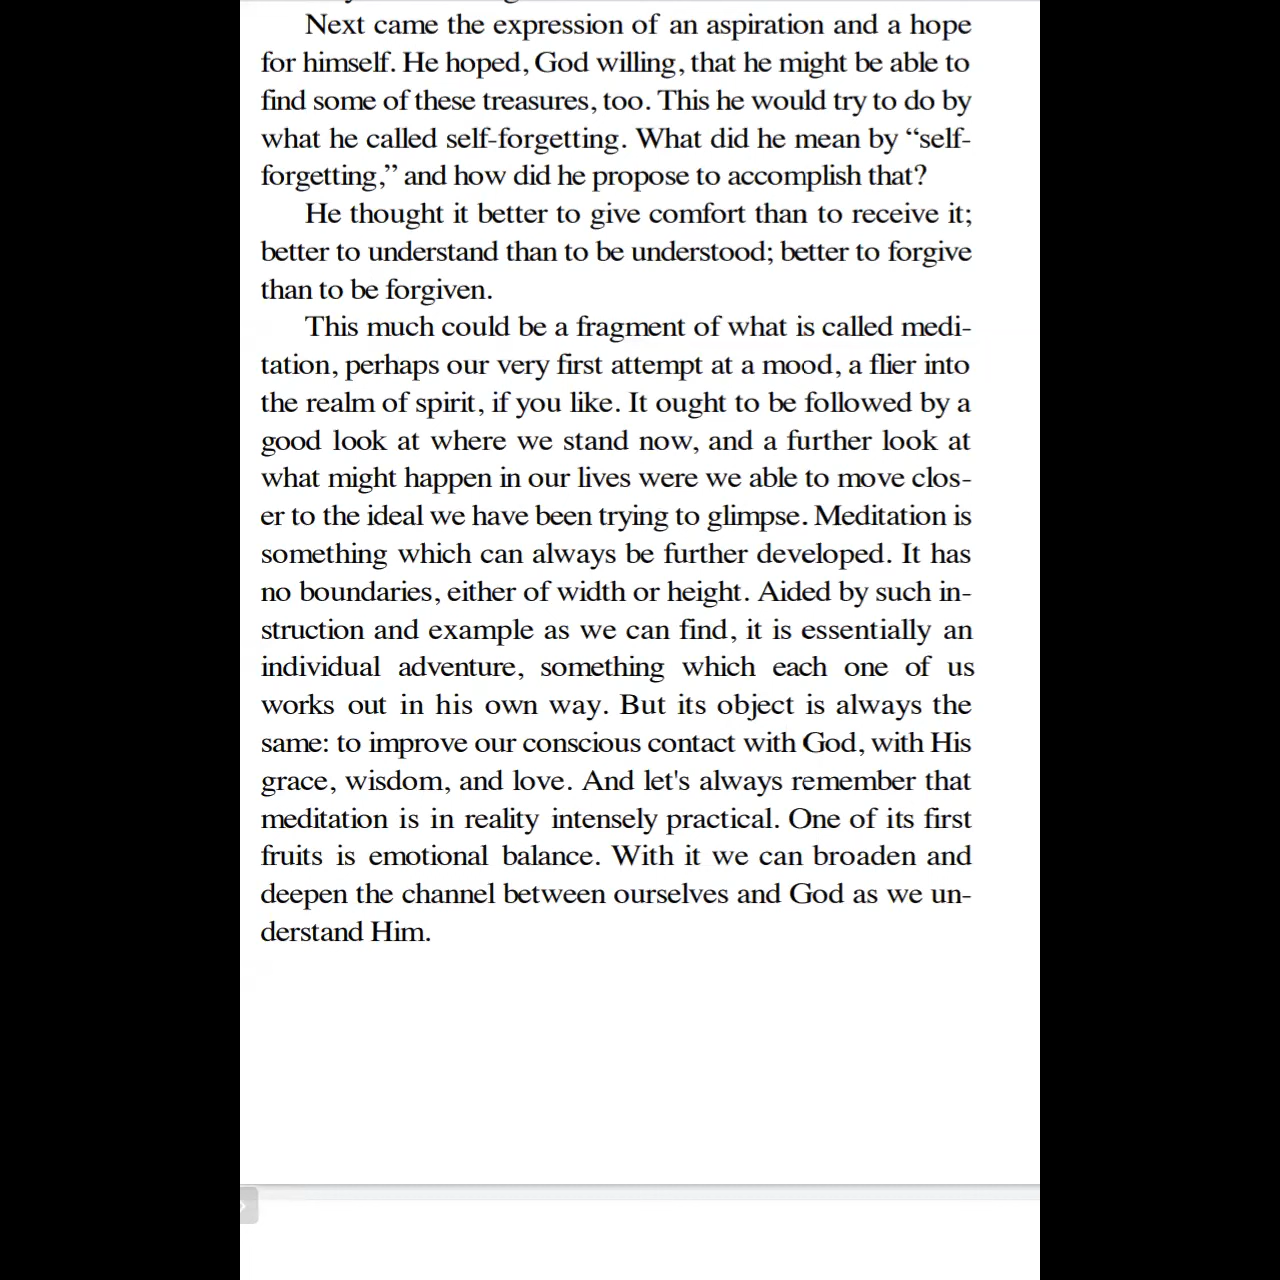 Next came the expression of an aspiration and a hope
for himself. He hoped, God willing, that he might be able to
find some of these treasures, too. This he would try to do by
what he called self-forgetting. What did he mean by “self-
forgetting,” and how did he propose to accomplish that?
He thought it better to give comfort than to receive it;
better to understand than to be understood; better to forgive
than to be forgiven.
This much could be a fragment of what is called medi-
tation, perhaps our very first attempt at a mood, a flier into
the realm of spirit, if you like. It ought to be followed by a
good look at where we stand now, and a further look at
what might happen in our lives were we able to move clos-
er to the ideal we have been trying to glimpse. Meditation is
something which can always be further developed. It has
no boundaries, either of width or height. Aided by such in-
struction and example as we can find, it is essentially an
individual adventure, something which each one of us
works out in his own way. But its object is always the
same: to improve our conscious contact with God, with His
grace, wisdom, and love. And let's always remember that
meditation is in reality intensely practical. One of its first
fruits is emotional balance. With it we can broaden and
deepen the channel between ourselves and God as we un-
derstand Him.